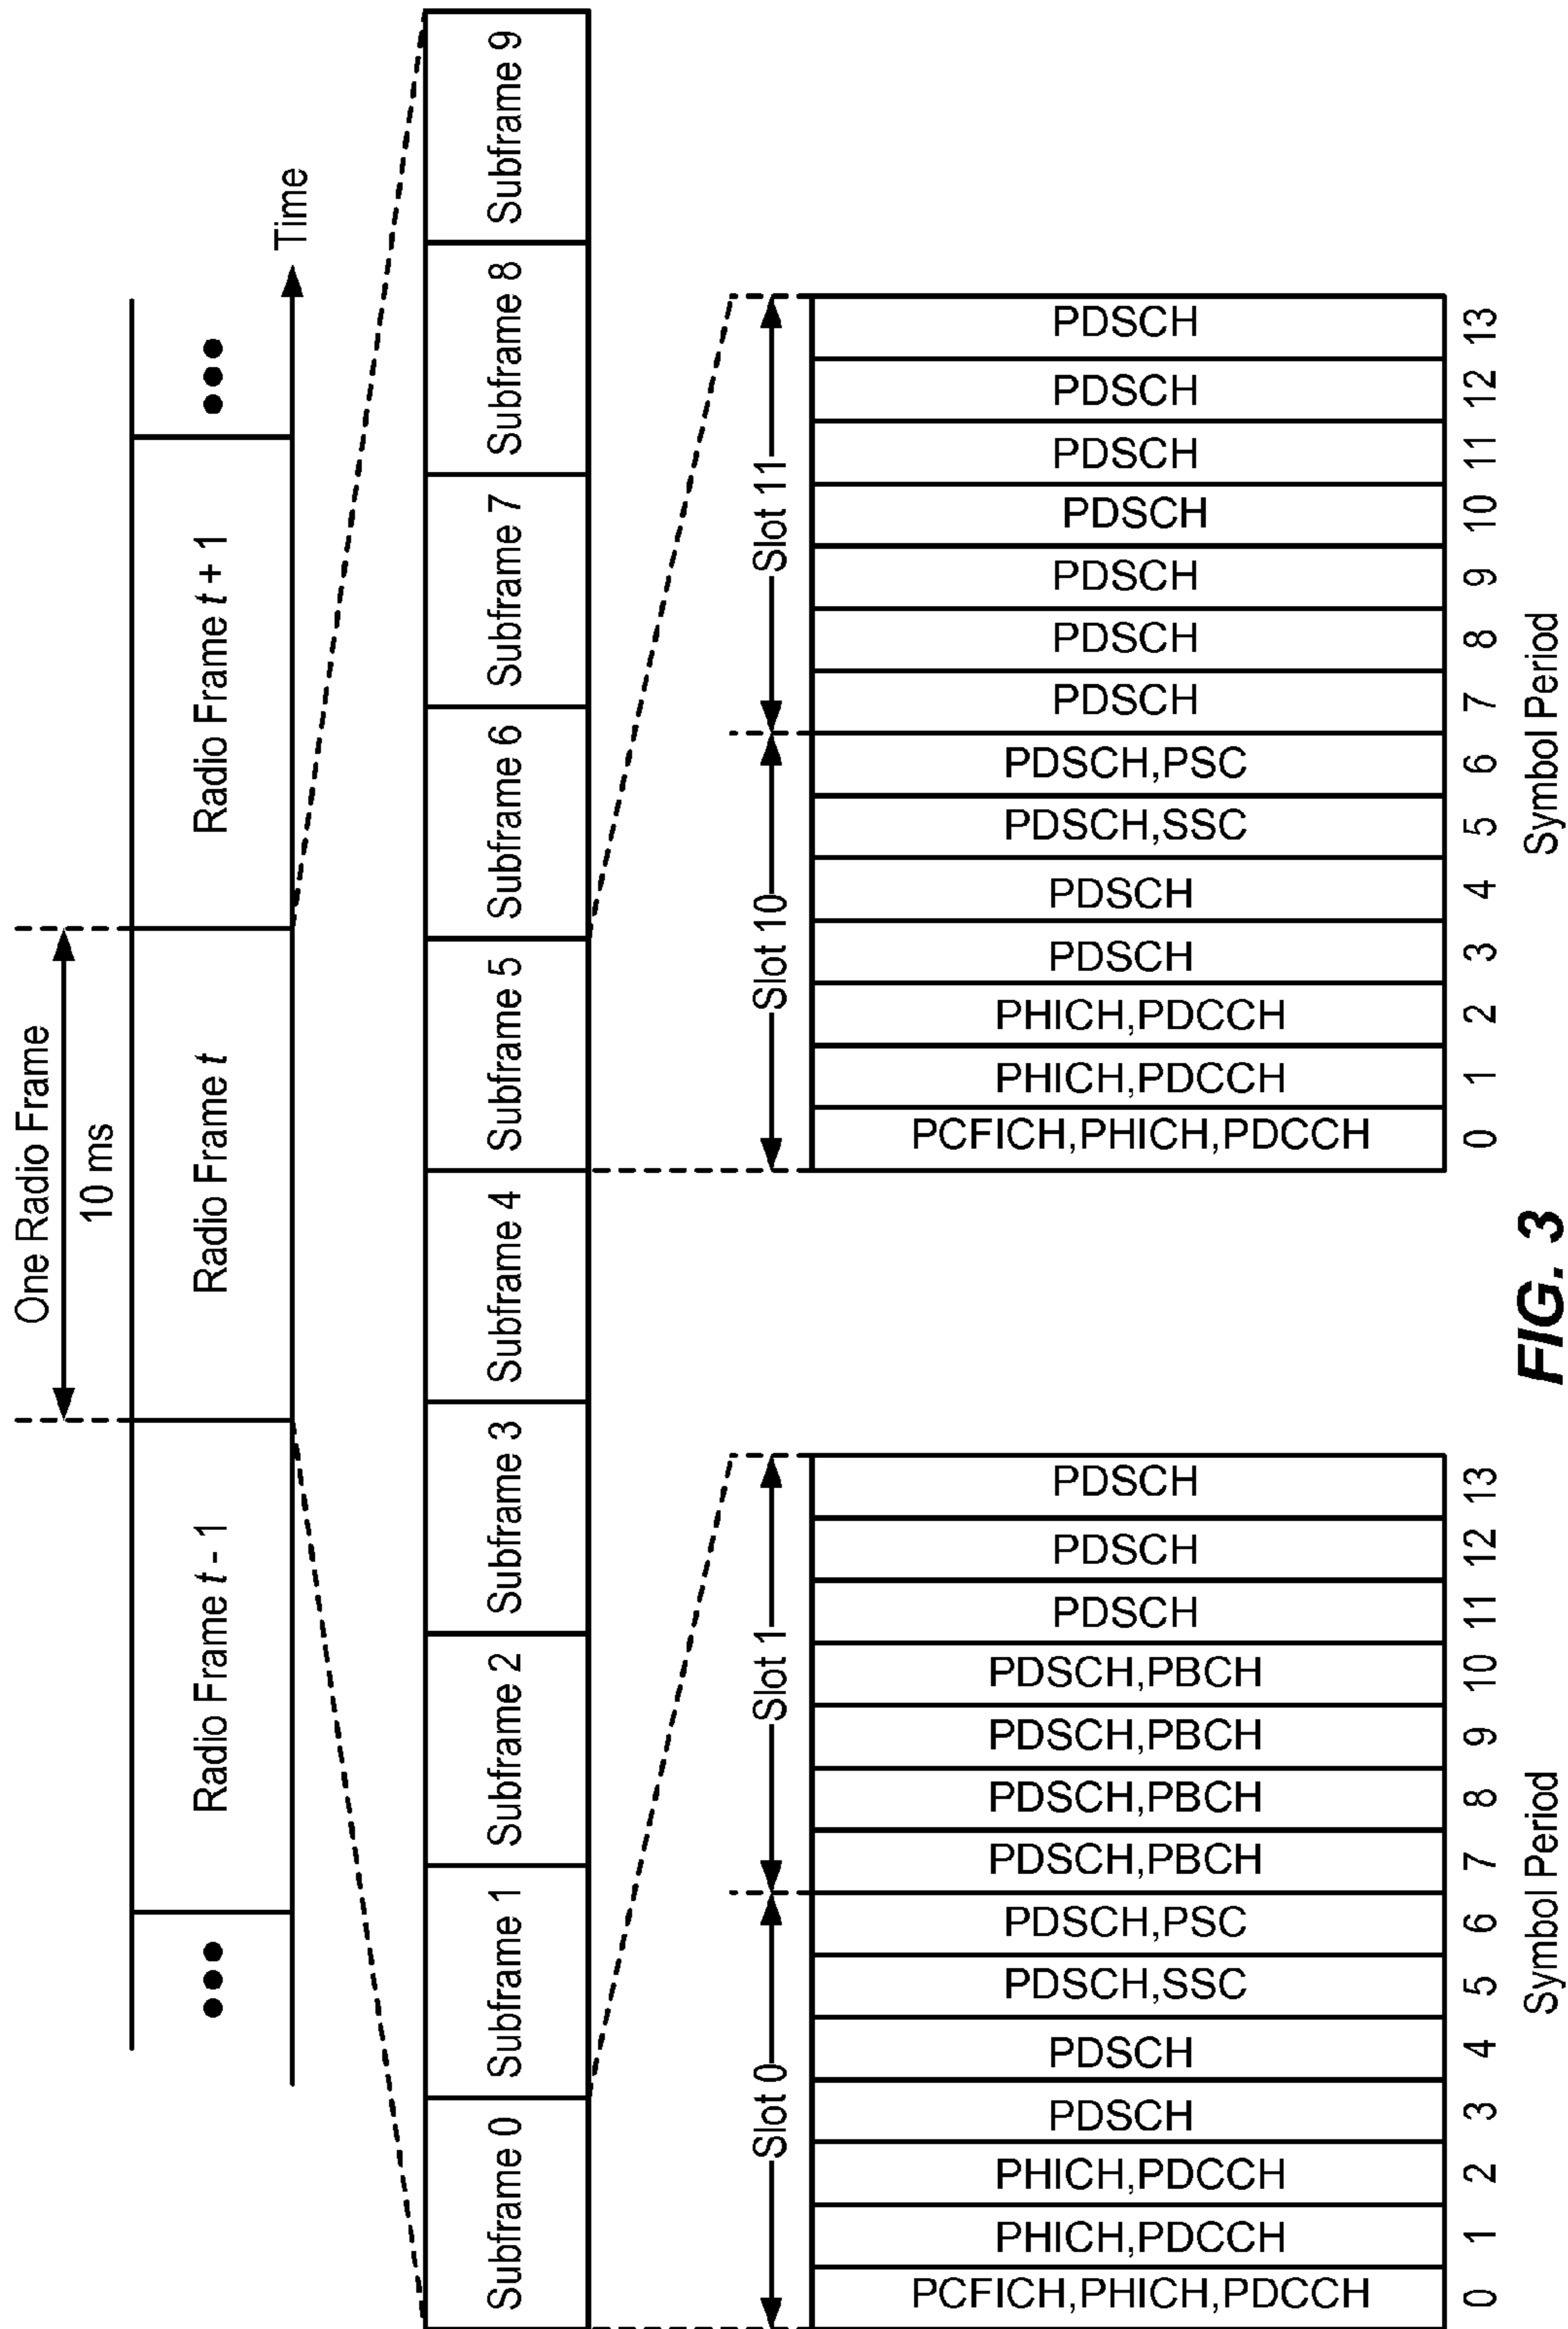 One Radio Frame
10 ms
Radio Frame t - 1
Radio Frame t
Radio Frame t + 1
Time
Subframe 0
Subframe 1
Subframe 2
Subframe 3
Subframe 4
Subframe 5
Subframe 6
Subframe 7
Subframe 8
Subframe 9
Slot 0
Slot 1
PCFICH,PHICH,PDCCH
PHICH,PDCCH
PHICH,PDCCH
PDSCH
PDSCH
PDSCH,SSC
PDSCH,PSC
PDSCH,PBCH
PDSCH,PBCH
PDSCH,PBCH
PDSCH,PBCH
PDSCH
PDSCH
PDSCH
0 1 2 3 4 5 6 7 8 9 10 11 12 13
Symbol Period
Slot 10
Slot 11
PCFICH,PHICH,PDCCH
PHICH,PDCCH
PHICH,PDCCH
PDSCH
PDSCH
PDSCH,SSC
PDSCH,PSC
PDSCH
PDSCH
PDSCH
PDSCH
PDSCH
PDSCH
PDSCH
0 1 2 3 4 5 6 7 8 9 10 11 12 13
Symbol Period
FIG. 3